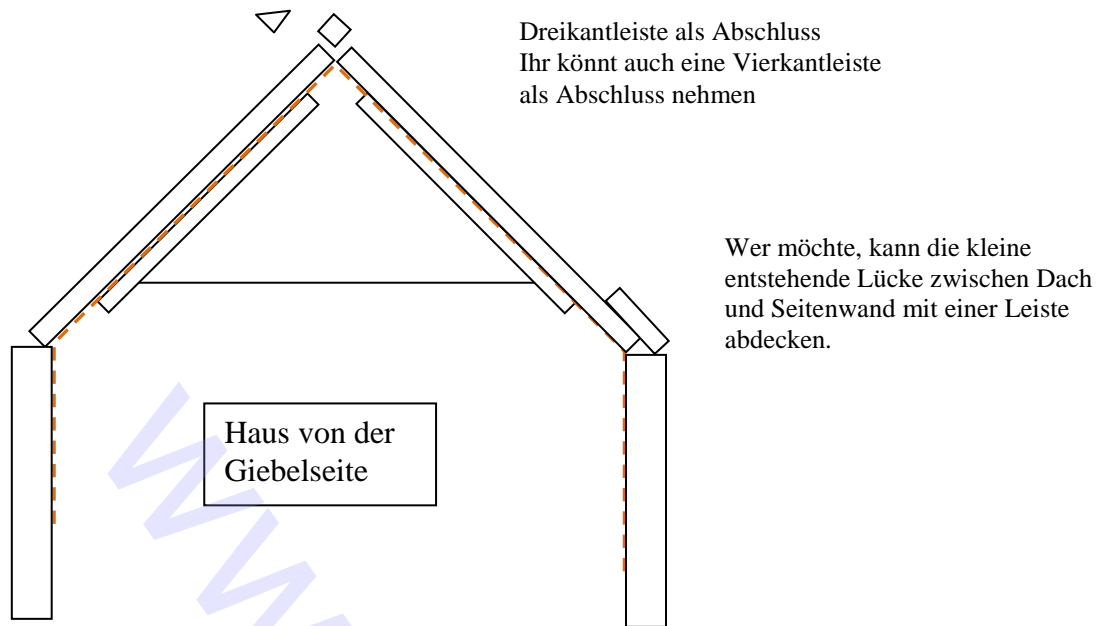 Dreikantleiste als Abschluss
Ihr könnt auch eine Vierkantleiste
als Abschluss nehmen
Wer möchte, kann die kleine
entstehende Lücke zwischen Dach
und Seitenwand mit einer Leiste
abdecken.
Haus von der
Giebelseite
www